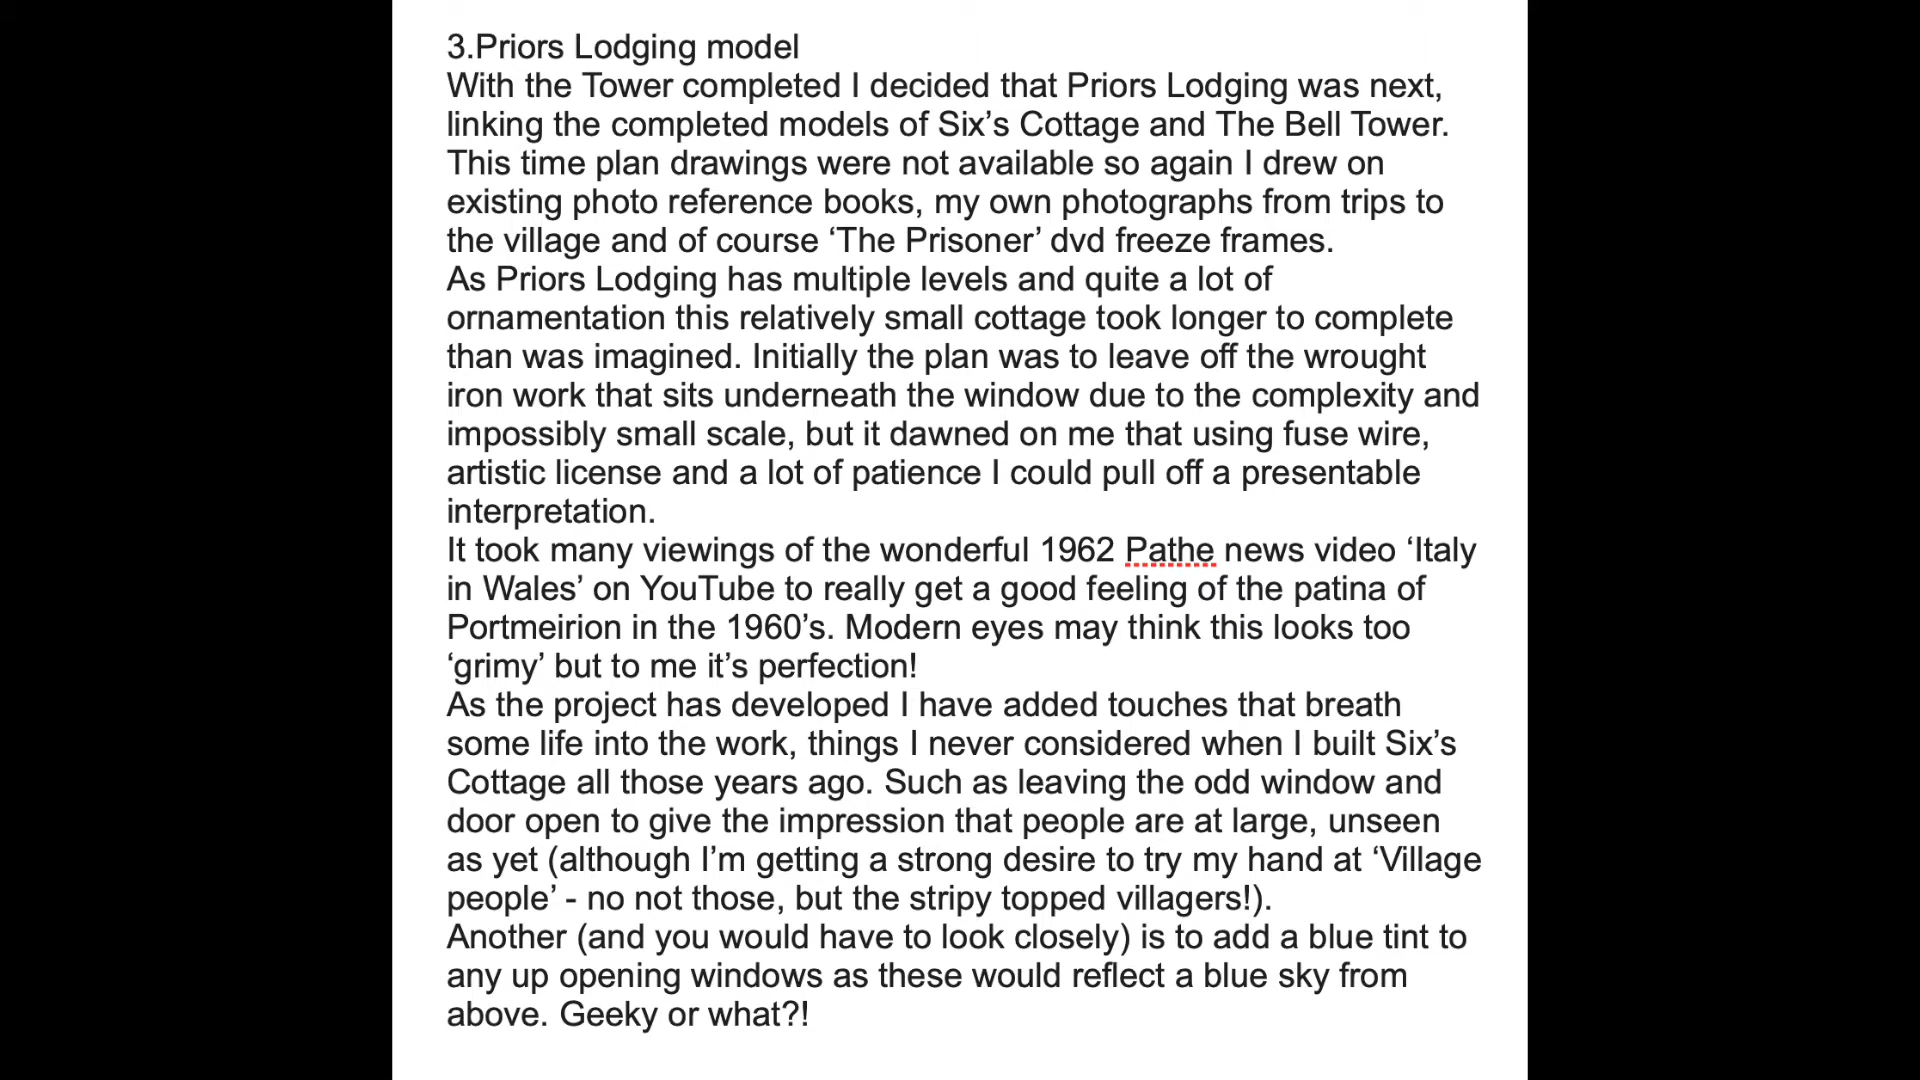 3.Priors Lodging model
With the Tower completed I decided that Priors Lodging was next,
linking the completed models of Six’s Cottage and The Bell Tower.
This time plan drawings were not available so again I drew on
existing photo reference books, my own photographs from trips to
the village and of course ‘The Prisoner’ dvd freeze frames.
As Priors Lodging has multiple levels and quite a lot of
ornamentation this relatively small cottage took longer to complete
than was imagined. Initially the plan was to leave off the wrought
iron work that sits underneath the window due to the complexity and
impossibly small scale, but it dawned on me that using fuse wire,
artistic license and a lot of patience I could pull off a presentable
interpretation.
It took many viewings of the wonderful 1962 Pathe news video ‘Italy
in Wales’ on YouTube to really get a good feeling of the patina of
Portmeirion in the 1960’s. Modern eyes may think this looks too
‘grimy’ but to me it’s perfection!
As the project has developed I have added touches that breath
some life into the work, things I never considered when I built Six’s
Cottage all those years ago. Such as leaving the odd window and
door open to give the impression that people are at large, unseen
as yet (although I’m getting a strong desire to try my hand at ‘Village
people’ - no not those, but the stripy topped villagers!).
Another (and you would have to look closely) is to add a blue tint to
any up opening windows as these would reflect a blue sky from
above. Geeky or what?!